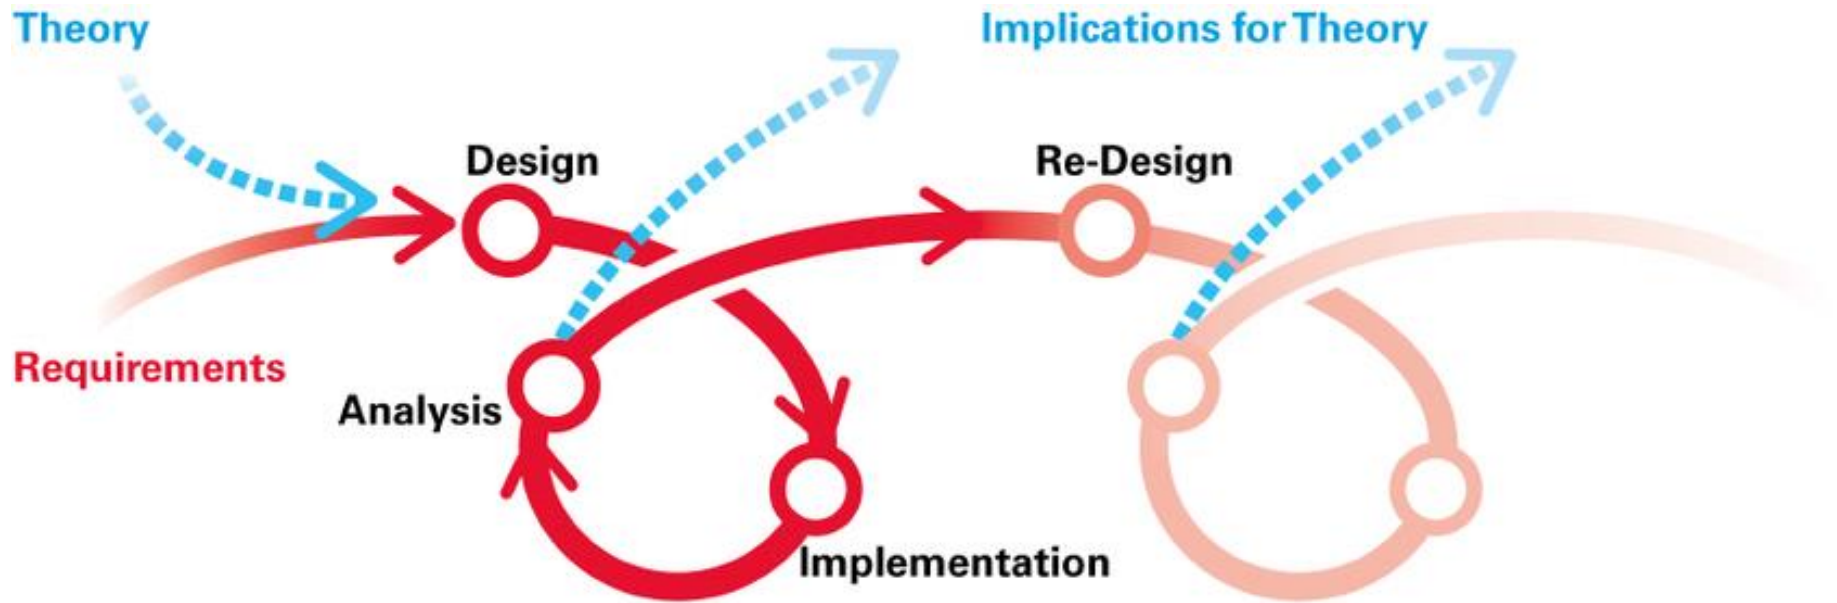 Theory
Implications for Theory
Design
Re-Design
Requirements
Analysis
Implementation